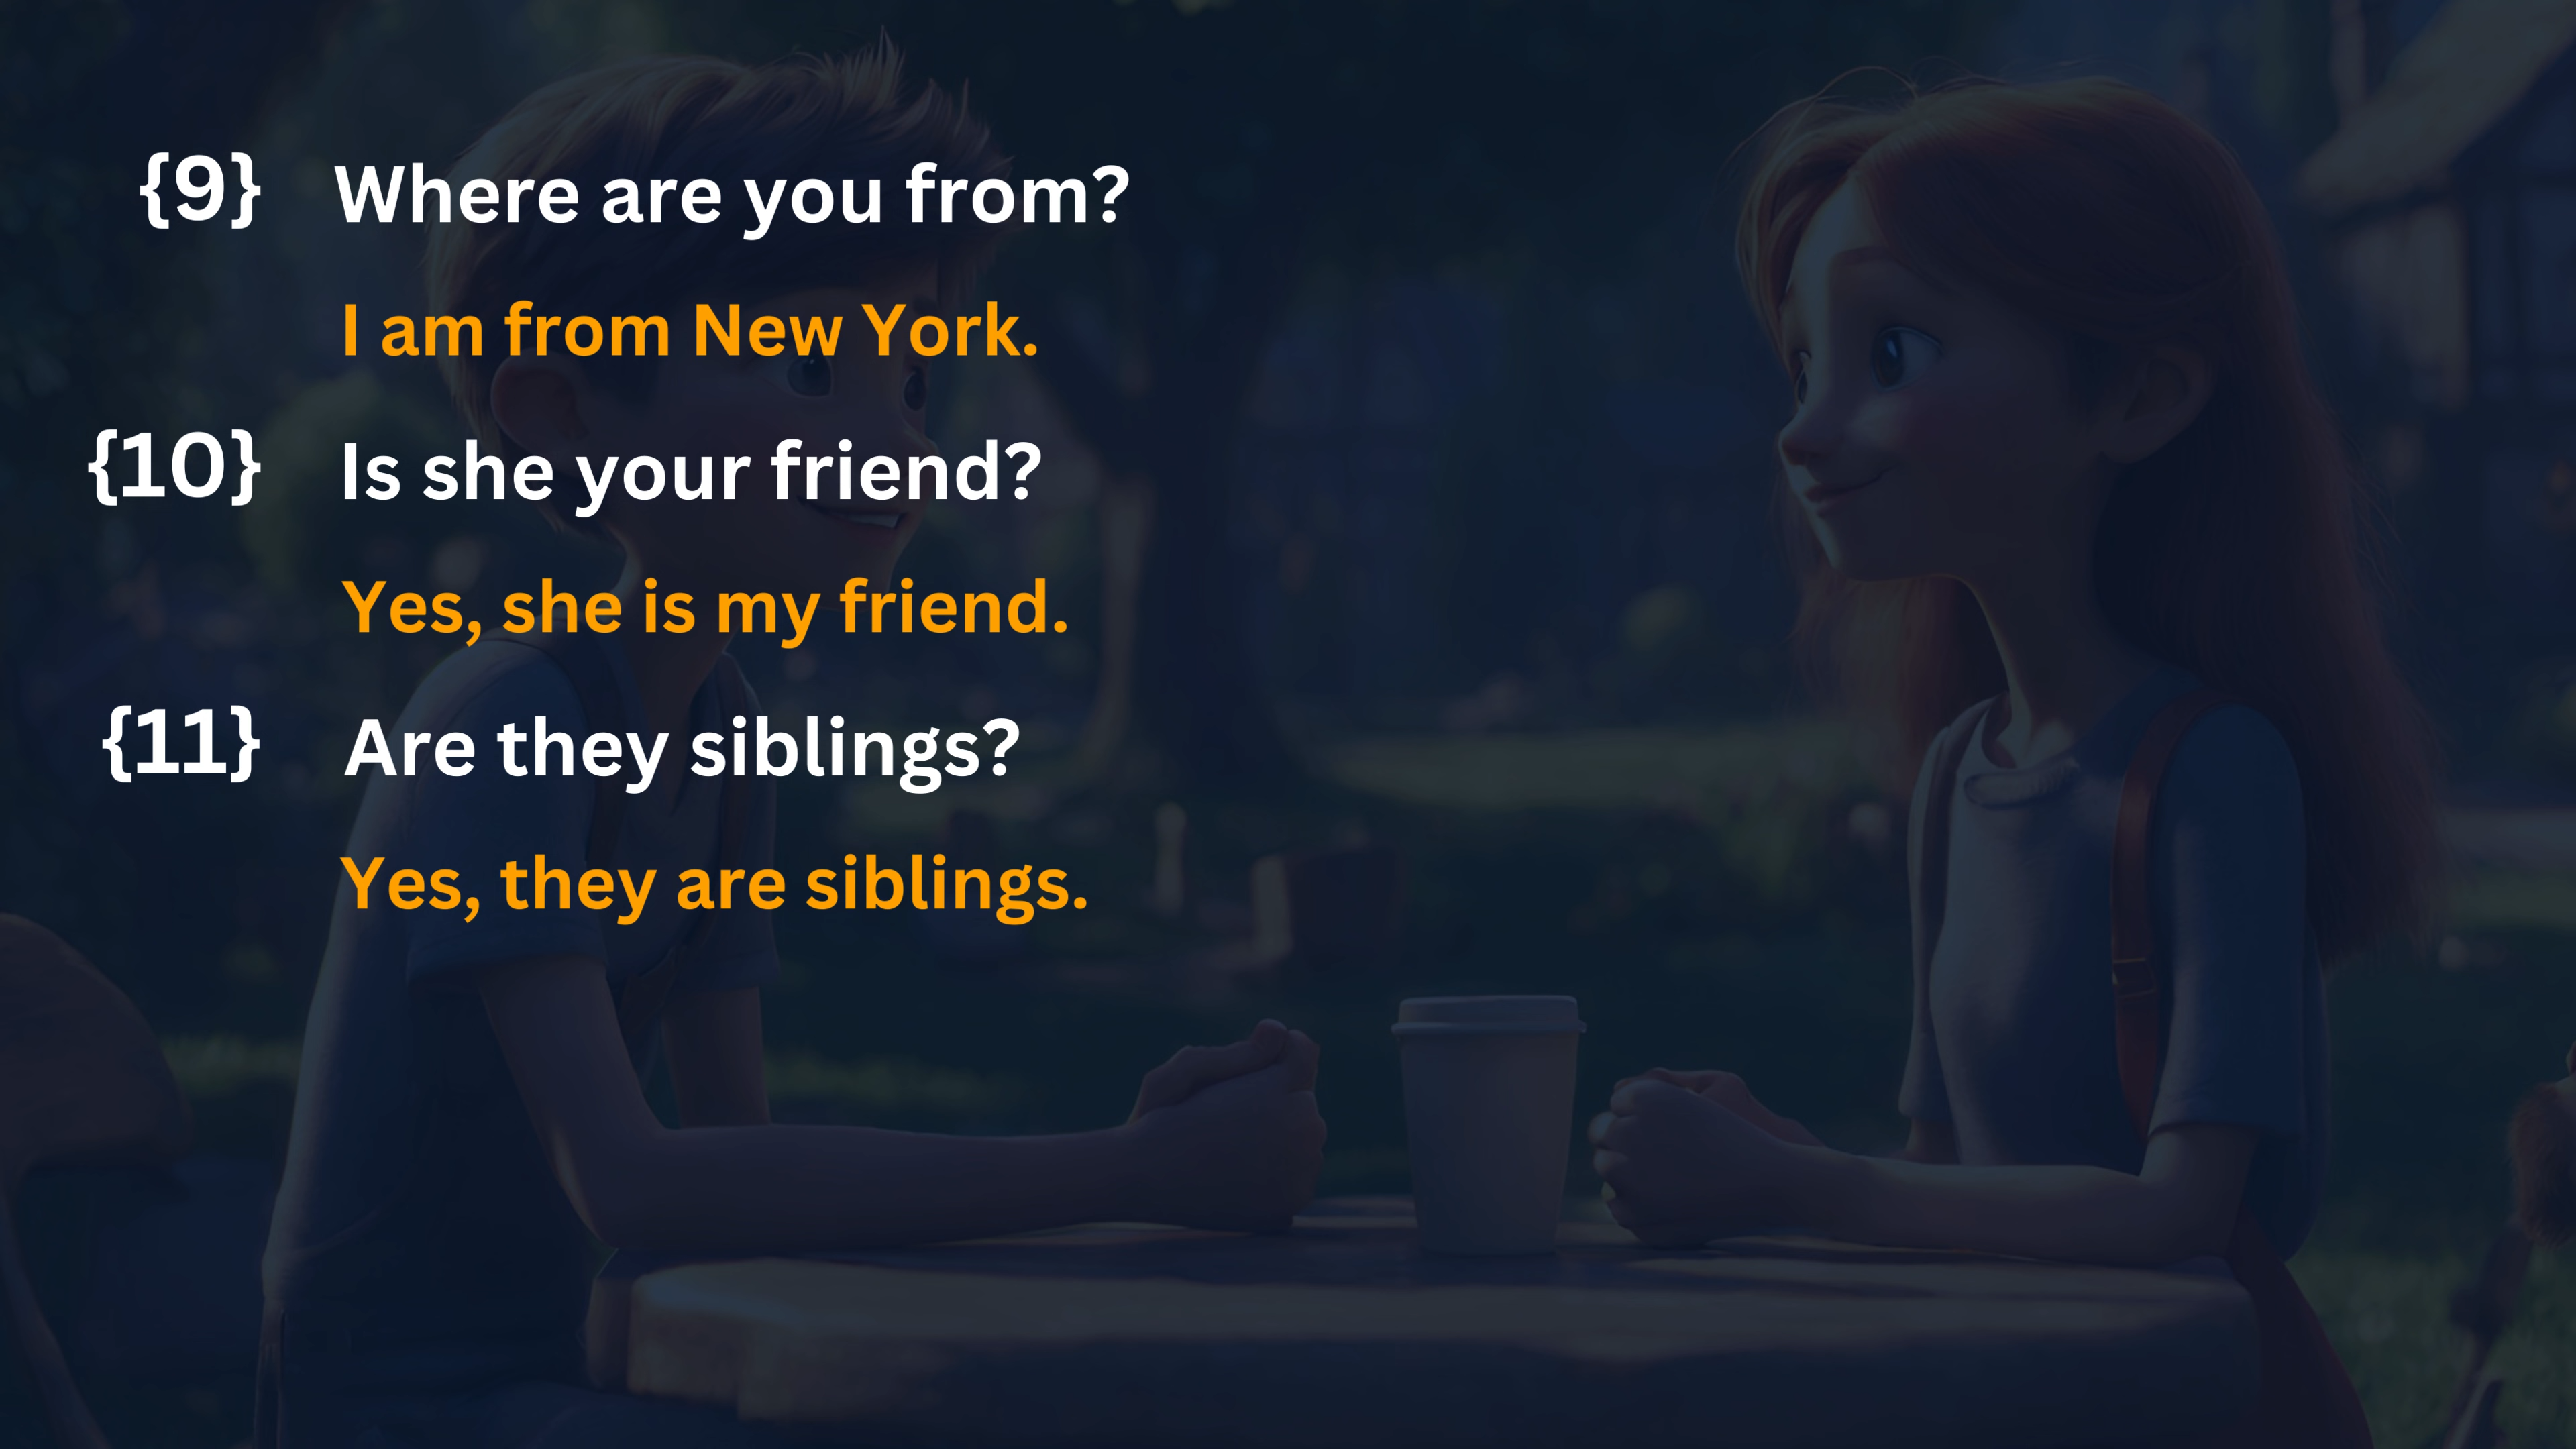 {9} Where are you from?
I am from New York.
{10} Is she your friend?
Yes, she is my friend.
{11} Are they siblings?
Yes, they are siblings.